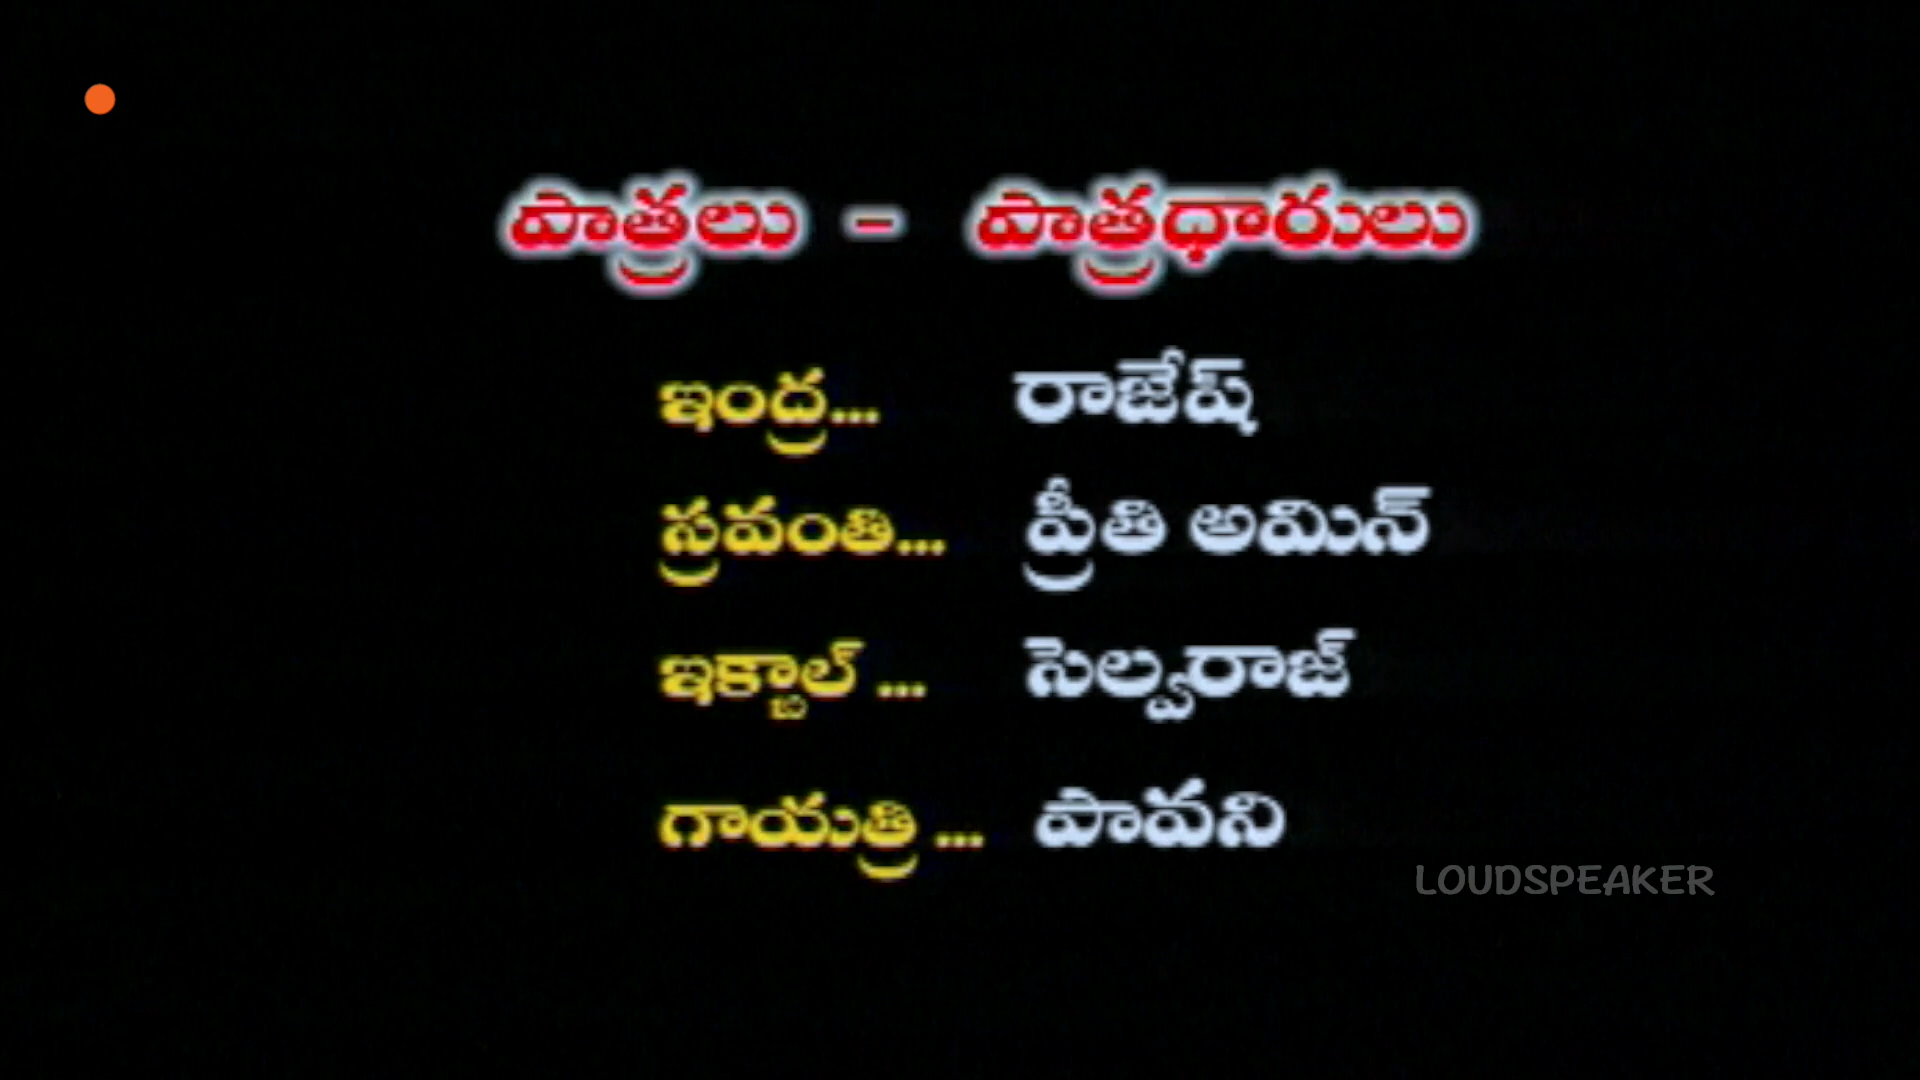 పాత్రలు - పాత్రధారులు
ఇంద్ర... రాజేష్
స్రవంతి... ప్రీతి అమిన్
ఇక్బాల్ ... సెల్వరాజ్
గాయత్రి ... పావని
LOUDSPEAKER